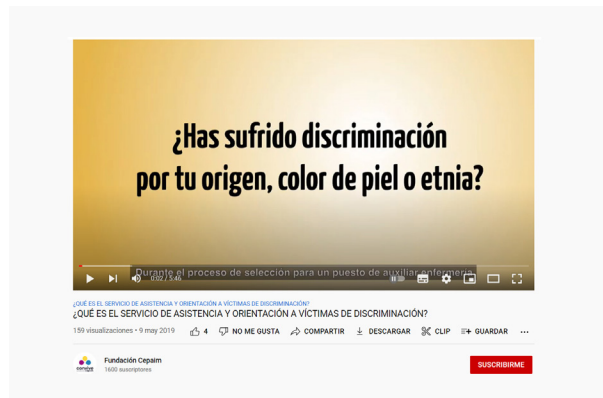 ¿Has sufrido discriminación
por tu origen, color de piel o etnia?
Durante el proceso de selección para un puesto de auxiliar enfermería
0:02 / 5:46
¿QUÉ ES EL SERVICIO DE ASISTENCIA Y ORIENTACIÓN A VÍCTIMAS DE DISCRIMINACIÓN?
¿QUÉ ES EL SERVICIO DE ASISTENCIA Y ORIENTACIÓN A VÍCTIMAS DE DISCRIMINACIÓN?
159 visualizaciones • 9 may 2019 4 NO ME GUSTA COMPARTIR DESCARGAR CLIP GUARDAR ...
Fundación Cepaim
convive
1600 suscriptores
SUSCRIBIRME